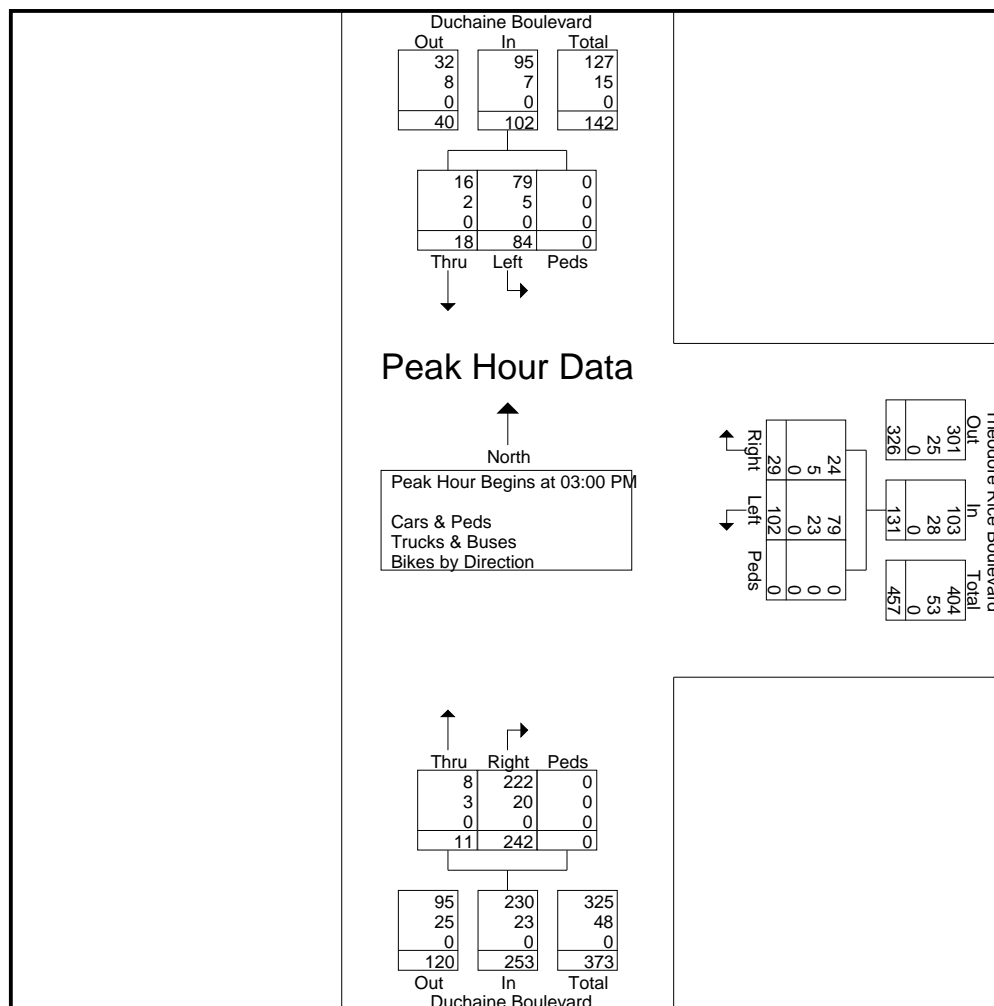 Duchaine Boulevard
Out In Total
32 95 127
8 7 15
0 0 0
40 102 142
16 79 0
2 5 0
0 0 0
18 84 0
Thru Left Peds
Peak Hour Data
North
Peak Hour Begins at 03:00 PM
Cars & Peds
Trucks & Buses
Bikes by Direction
Theodore Rice Boulevard
Out In Total
301 103 404
25 28 53
0 0 0
326 131 457
24 79 0
5 23 0
0 0 0
29 102 0
Right Left Peds
Thru Right Peds
8 222 0
3 20 0
0 0 0
11 242 0
95 230 325
25 23 48
0 0 0
120 253 373
Out In Total
Duchaine Boulevard